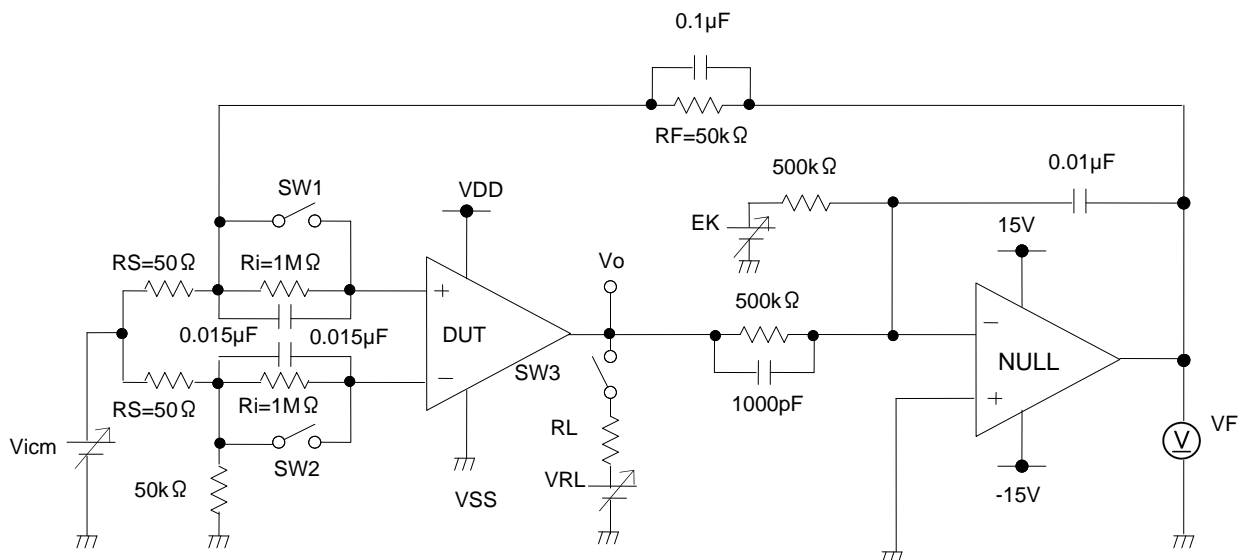 0.1µF
RF=50kΩ
500kΩ
0.01µF
SW1
VDD
EK
15V
RS=50Ω
Ri=1MΩ
Vo
+
500kΩ
0.015µF
0.015µF
DUT
−
NULL
−
SW3
RS=50Ω
Ri=1MΩ
1000pF
+
Vicm
SW2
RL
V
VF
50kΩ
VSS
VRL
-15V